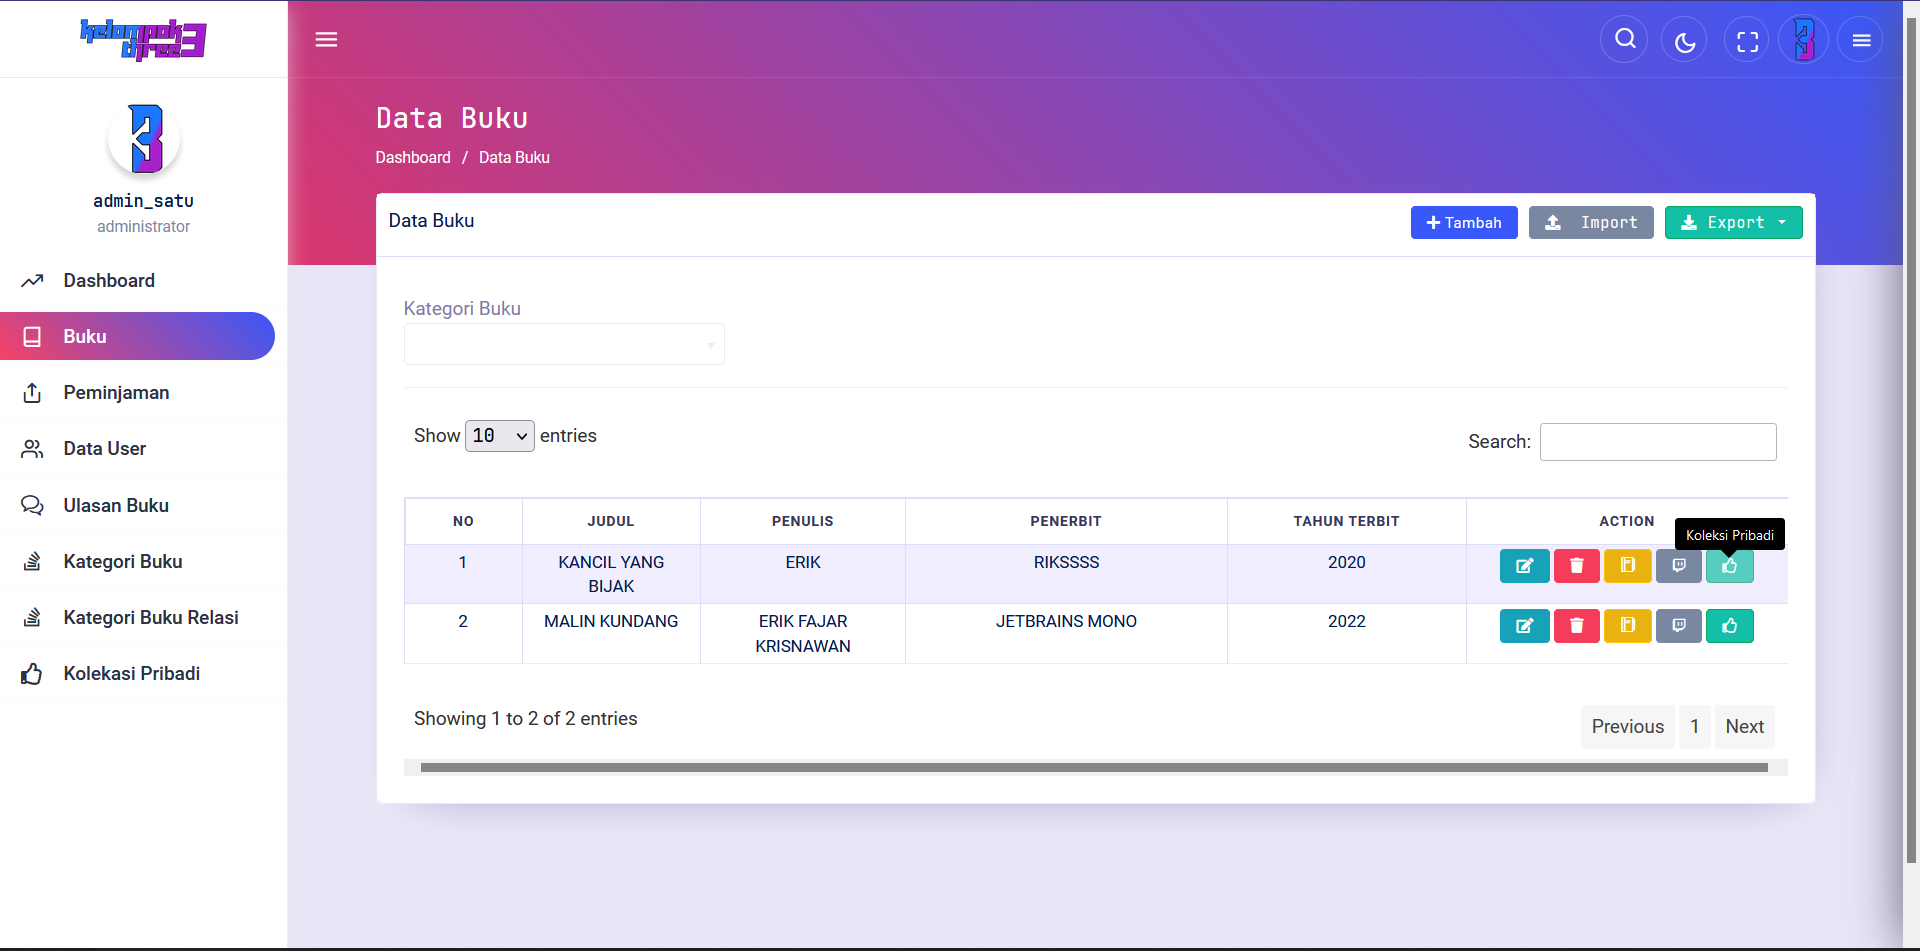 kelompok
three3
admin_satu
administrator
Dashboard
Buku
Peminjaman
Data User
Ulasan Buku
Kategori Buku
Kategori Buku Relasi
Kolekasi Pribadi
Data Buku
Dashboard / Data Buku
Data Buku
Tambah
Import
Export
Kategori Buku
Show 10 entries
Search:
NO JUDUL PENULIS PENERBIT TAHUN TERBIT ACTION
Koleksi Pribadi
1 KANCIL YANG BIJAK ERIK RIKSSSS 2020
2 MALIN KUNDANG ERIK FAJAR KRISNAWAN JETBRAINS MONO 2022
Showing 1 to 2 of 2 entries
Previous 1 Next